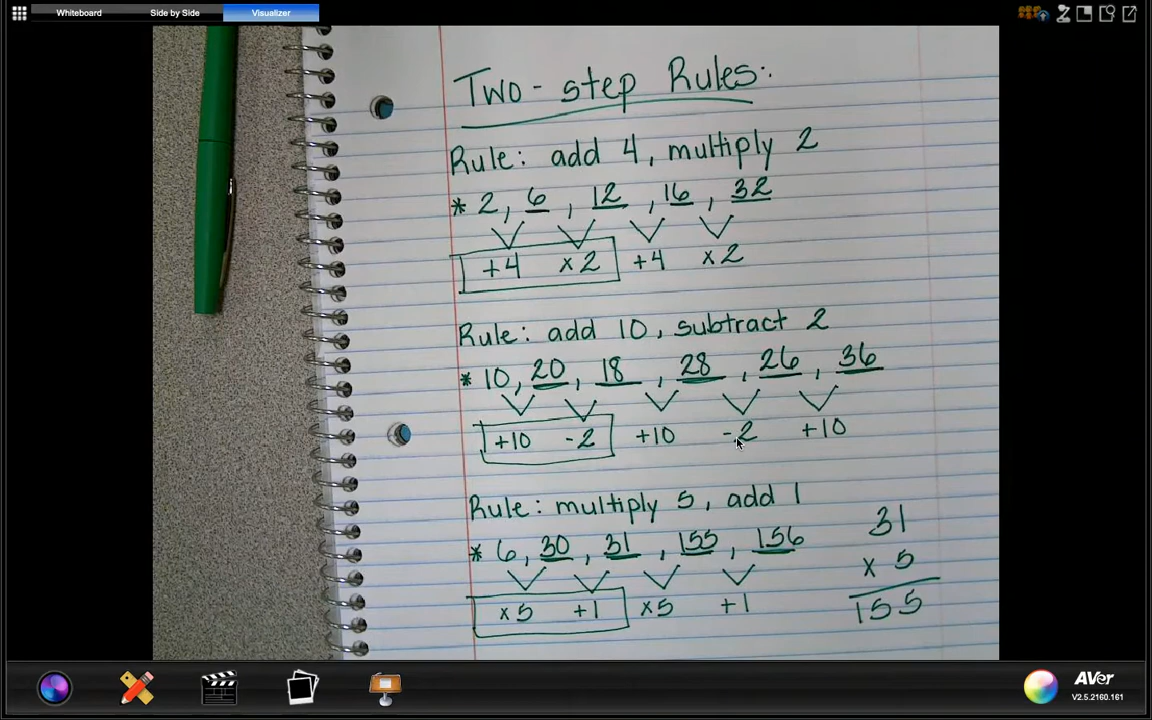 Whiteboard Side by Side Visualizer
Two-step Rules:
Rule: add 4, multiply 2
* 2, 6, 12, 16, 32
+4 x2 +4 x2
Rule: add 10, subtract 2
* 10, 20, 18, 28, 26, 36
+10 -2 +10 -2 +10
Rule: multiply 5, add 1
* 6, 30, 31, 155, 156
x5 +1 x5 +1
31
x 5
155
AVer
V2.5.2160.161